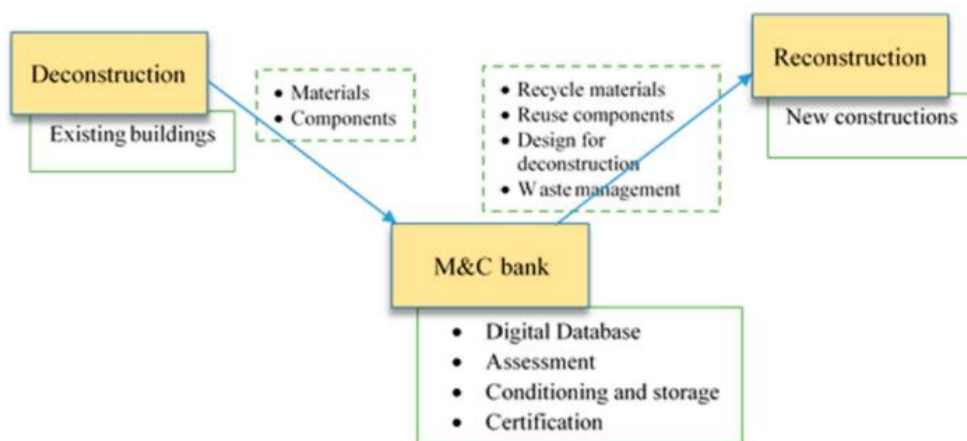 Deconstruction
Existing buildings
• Materials
• Components
• Recycle materials
• Reuse components
• Design for
deconstruction
• Waste management
Reconstruction
New constructions
M&C bank
• Digital Database
• Assessment
• Conditioning and storage
• Certification